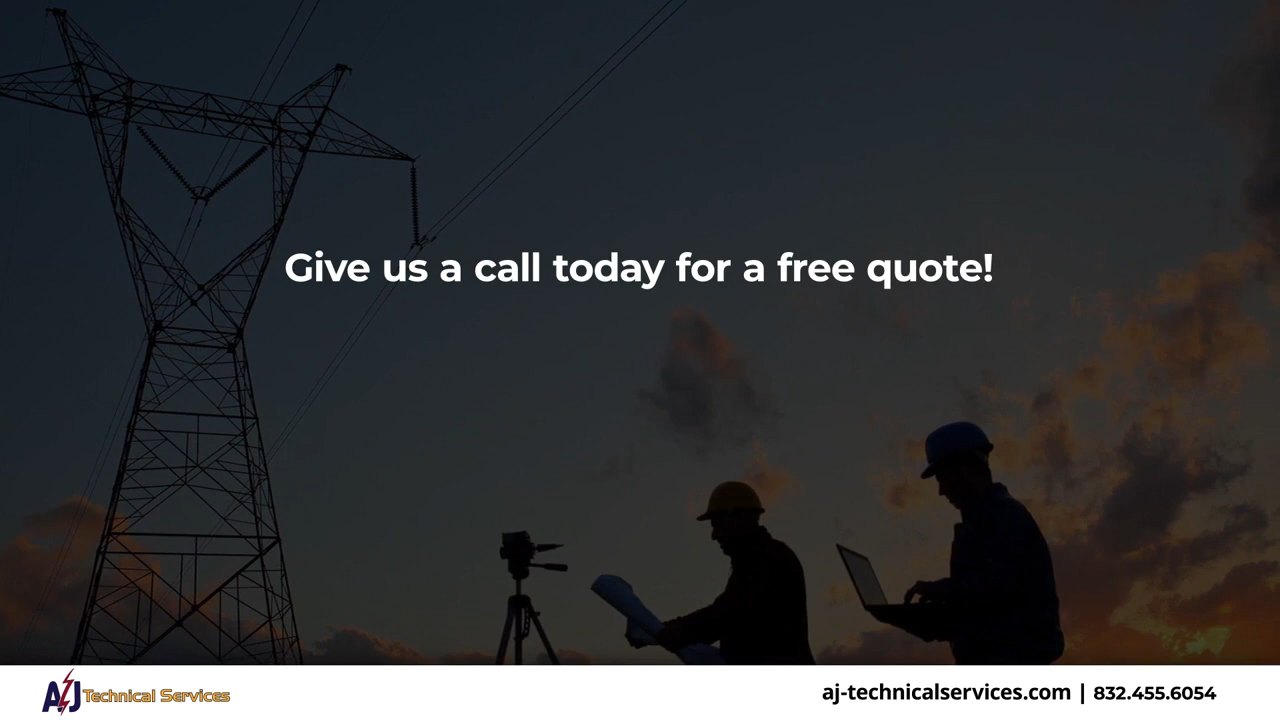 Give us a call today for a free quote!
AJ Technical Services
aj-technicalservices.com | 832.455.6054